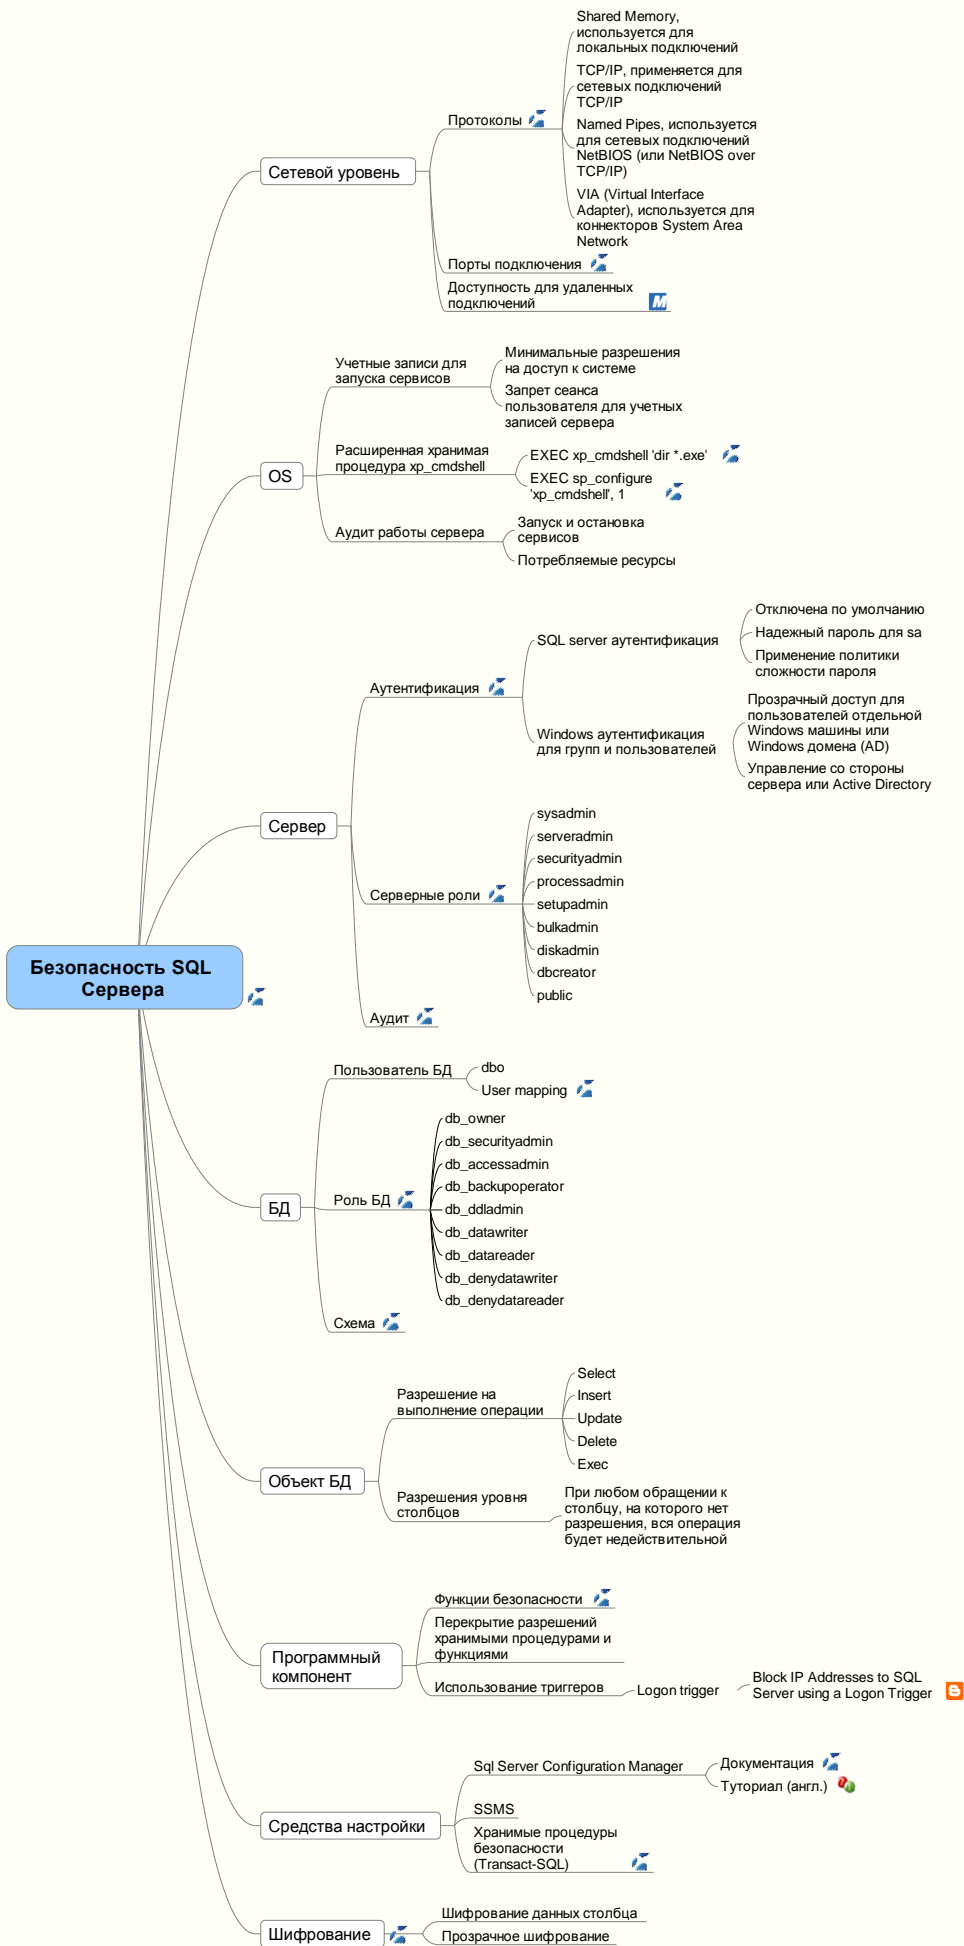 Shared Memory,
используется для
локальных подключений
TCP/IP, применяется для
сетевых подключений
TCP/IP
Протоколы
Named Pipes, используется
для сетевых подключений
NetBIOS (или NetBIOS over
TCP/IP)
Сетевой уровень
VIA (Virtual Interface
Adapter), используется для
коннекторов System Area
Network
Порты подключения
Доступность для удаленных
подключений
Учетные записи для
запуска сервисов
Минимальные разрешения
на доступ к системе
Запрет сеанса
пользователя для учетных
записей сервера
OS
Расширенная хранимая
процедура xp_cmdshell
EXEC xp_cmdshell 'dir *.exe'
EXEC sp_configure
'xp_cmdshell', 1
Аудит работы сервера
Запуск и остановка
сервисов
Потребляемые ресурсы
Отключена по умолчанию
SQL server аутентификация
Надежный пароль для sa
Применение политики
сложности пароля
Аутентификация
Windows аутентификация
для групп и пользователей
Прозрачный доступ для
пользователей отдельной
Windows машины или
Windows домена (AD)
Управление со стороны
сервера или Active Directory
Сервер
Серверные роли
sysadmin
serveradmin
securityadmin
processadmin
setupadmin
bulkadmin
diskadmin
dbcreator
public
Аудит
Безопасность SQL
Сервера
Пользователь БД
dbo
User mapping
БД
Роль БД
db_owner
db_securityadmin
db_accessadmin
db_backupoperator
db_ddladmin
db_datawriter
db_datareader
db_denydatawriter
db_denydatareader
Схема
Объект БД
Разрешение на
выполнение операции
Select
Insert
Update
Delete
Exec
Разрешения уровня
столбцов
При любом обращении к
столбцу, на которого нет
разрешения, вся операция
будет недействительной
Программный
компонент
Функции безопасности
Перекрытие разрешений
хранимыми процедурами и
функциями
Использование триггеров
Logon trigger
Block IP Addresses to SQL
Server using a Logon Trigger
Средства настройки
Sql Server Configuration Manager
Документация
Туториал (англ.)
SSMS
Хранимые процедуры
безопасности
(Transact-SQL)
Шифрование
Шифрование данных столбца
Прозрачное шифрование